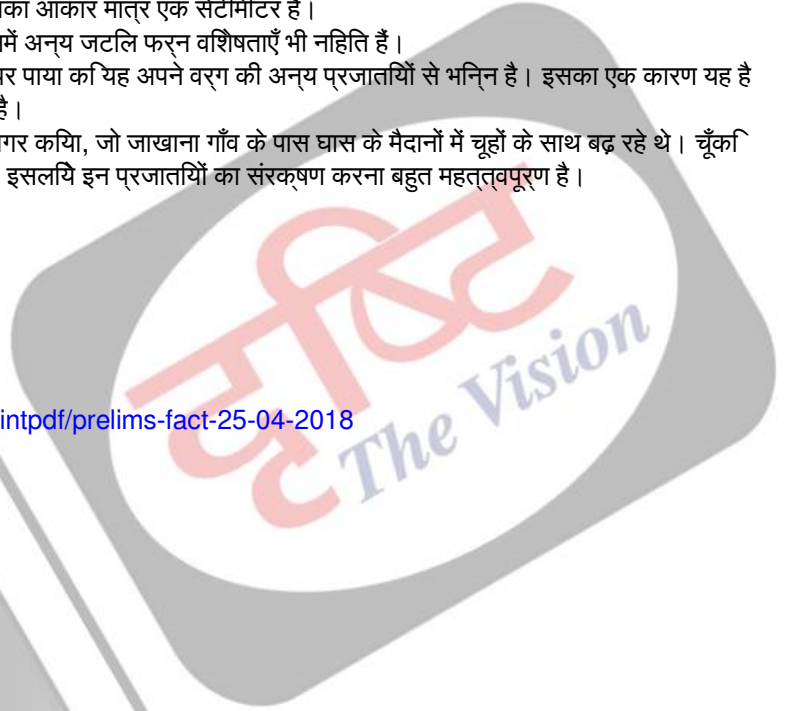 का आकार मात्र एक सेंटीमीटर है।
में अन्य जटिल फर्न विशेषताएँ भी निहित हैं।
पर पाया कि यह अपने वर्ग की अन्य प्रजातियों से भिन्न है। इसका एक कारण यह है
है।
गर किया, जो जाखाना गाँव के पास घास के मैदानों में चूहों के साथ बढ़ रहे थे। चूँकि
इसलिये इन प्रजातियों का संरक्षण करना बहुत महत्त्वपूर्ण है।
दृष्टि
The Vision
intpdf/prelims-fact-25-04-2018